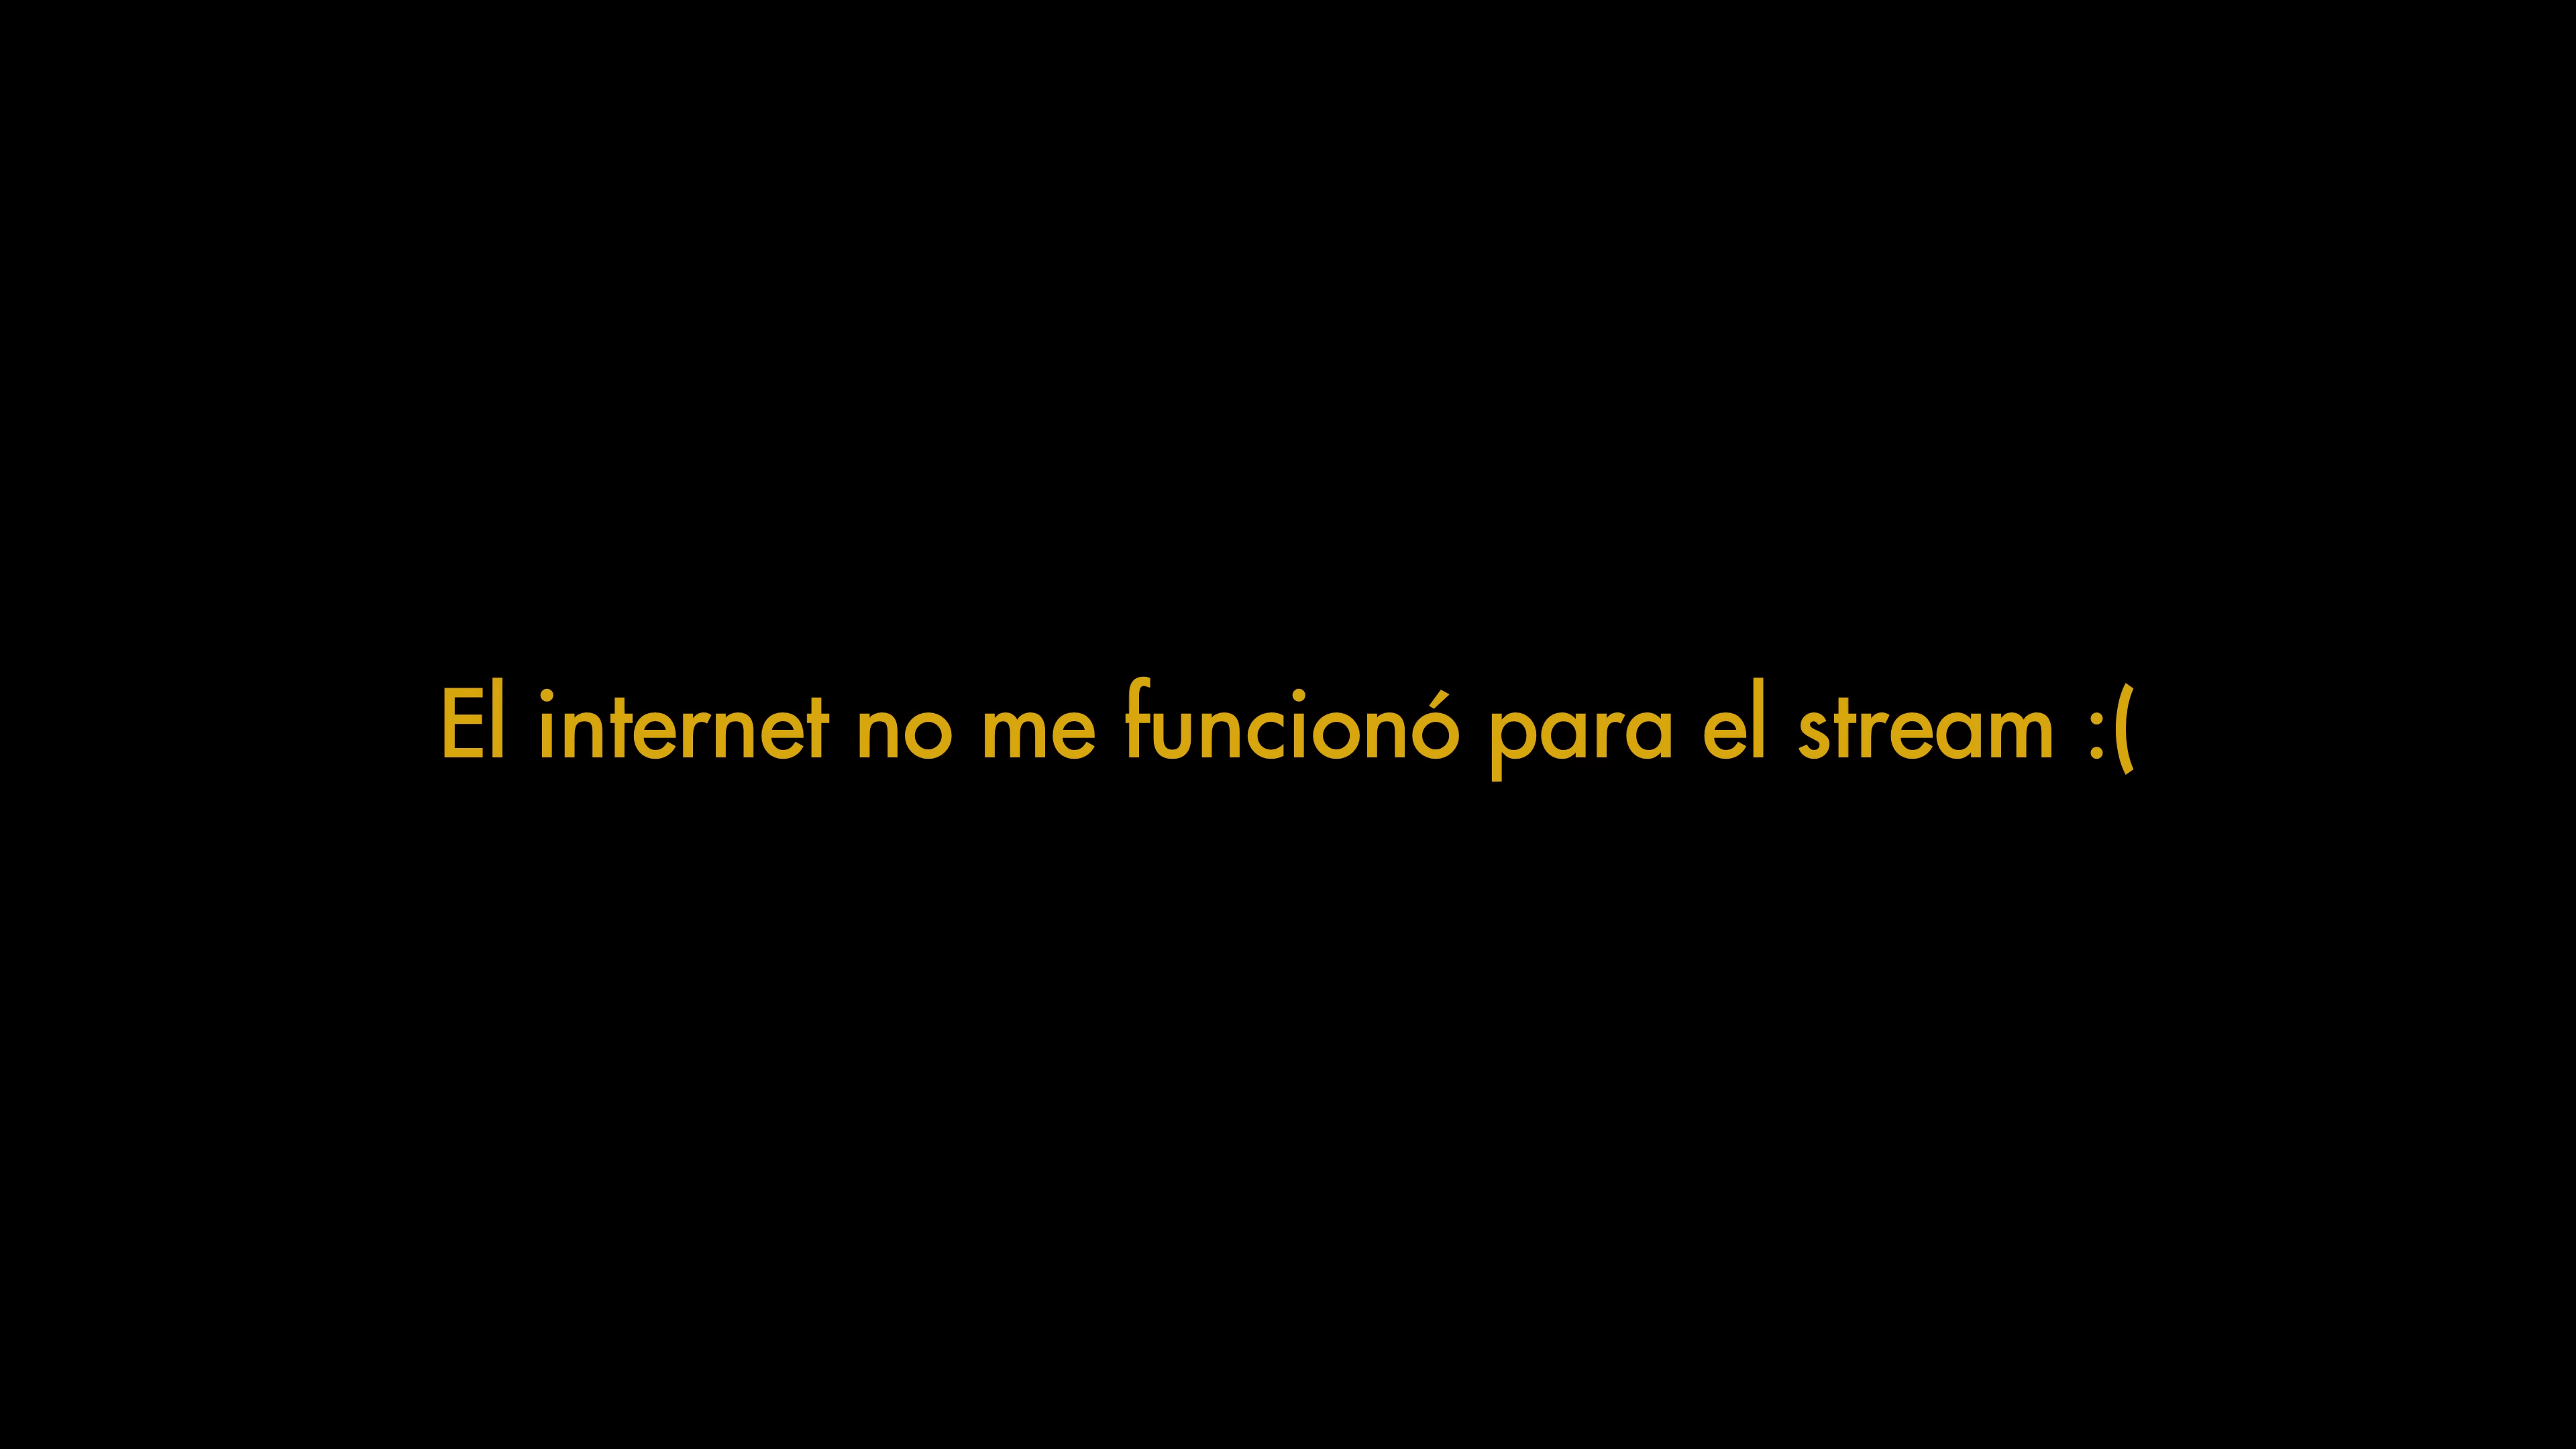 El internet no me funcionó para el stream :(